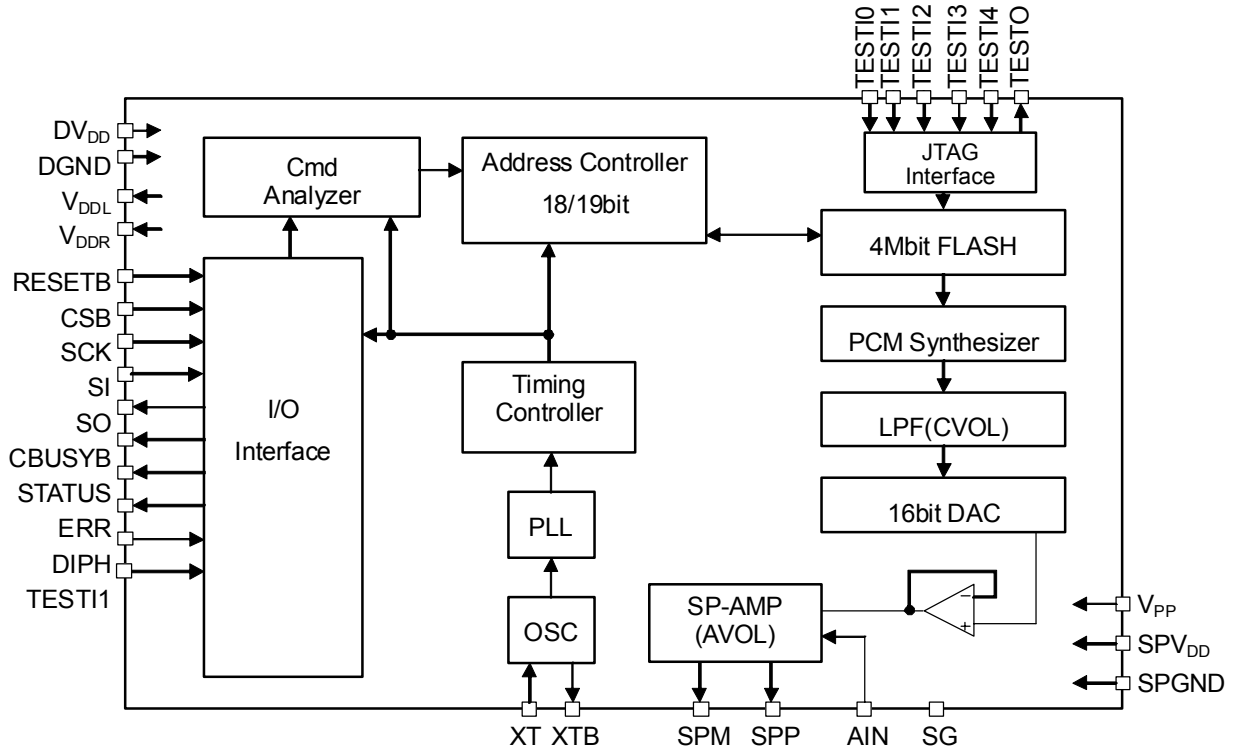 TESTI0
TESTI1
TESTI2
TESTI3
TESTI4
TESTO
DVDD
DGND
VDDL
VDDR
RESETB
CSB
SCK
SI
SO
CBUSYB
STATUS
ERR
DIPH
TESTI1
Cmd
Analyzer
Address Controller
18/19bit
JTAG
Interface
4Mbit FLASH
PCM Synthesizer
LPF(CVOL)
16bit DAC
I/O
Interface
Timing
Controller
PLL
OSC
SP-AMP
(AVOL)
-
+
VPP
SPVDD
SPGND
XT
XTB
SPM
SPP
AIN
SG